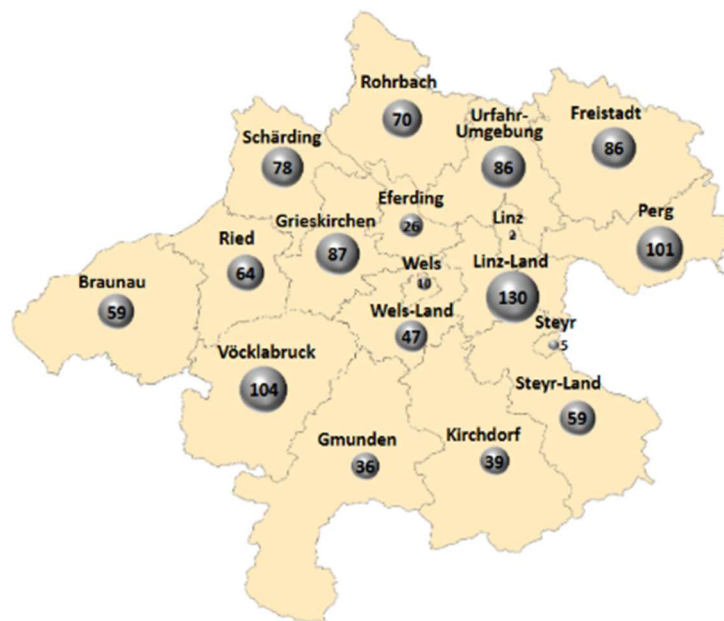 Rohrbach
70
Urfahr-
Umgebung
86
Freistadt
86
Schärding
78
Eferding
26
Linz
2
Perg
101
Grieskirchen
87
Ried
64
Wels
10
Linz-Land
130
Braunau
59
Wels-Land
47
Steyr
5
Vöcklabruck
104
Steyr-Land
59
Gmunden
36
Kirchdorf
39